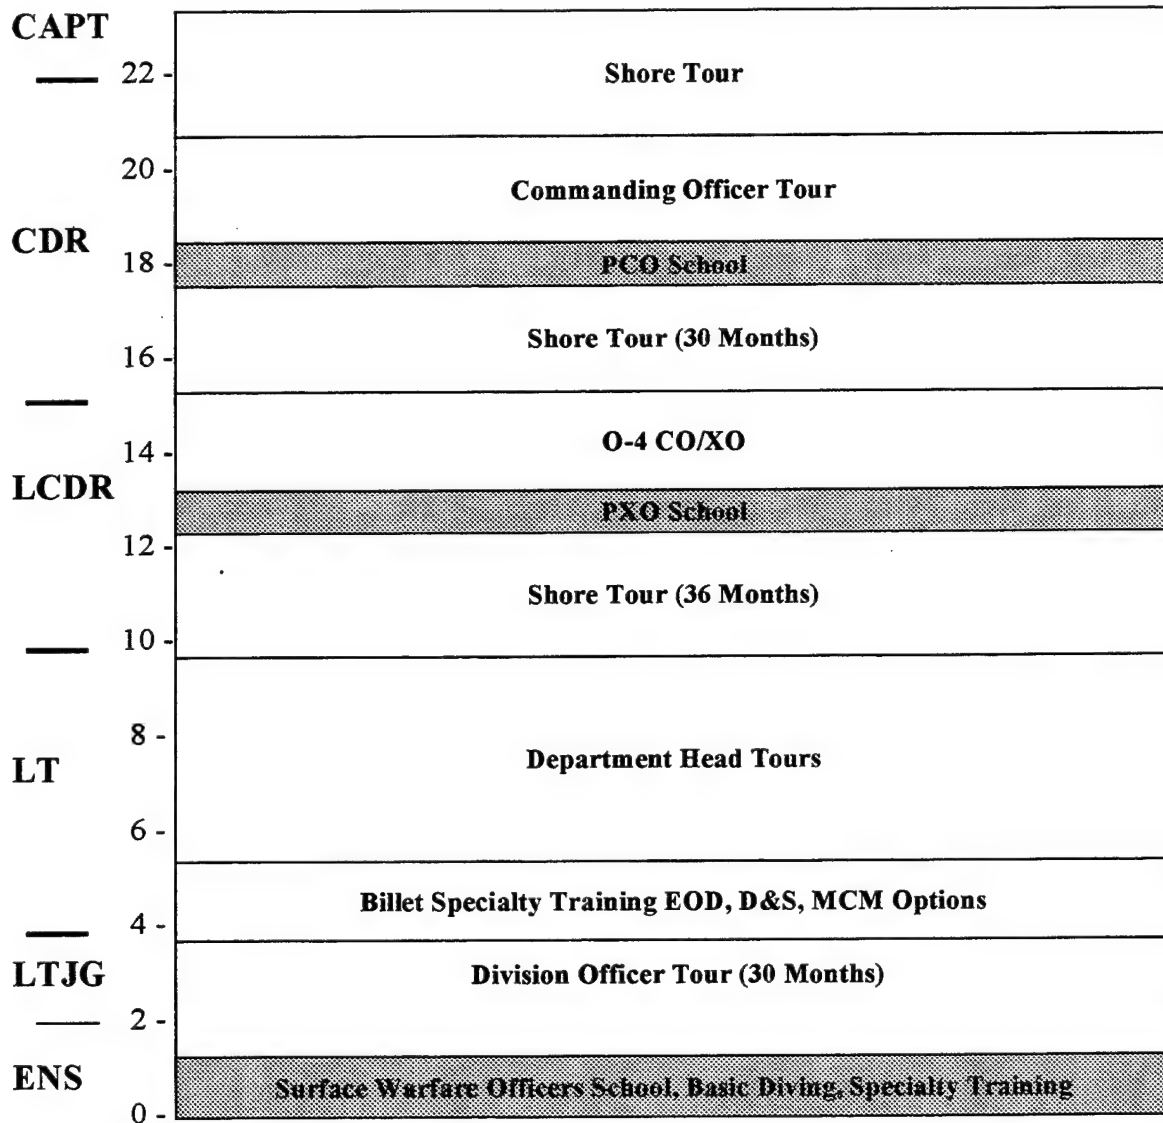 CAPT
22 - Shore Tour
20 -
Commanding Officer Tour
CDR
18 - PCO School
Shore Tour (30 Months)
16 -
O-4 CO/XO
14 -
LCDR
PXO School
12 -
Shore Tour (36 Months)
10 -
8 -
LT Department Head Tours
6 -
Billet Specialty Training EOD, D&S, MCM Options
4 -
LTJG Division Officer Tour (30 Months)
2 -
ENS Surface Warfare Officers School, Basic Diving, Specialty Training
0 -